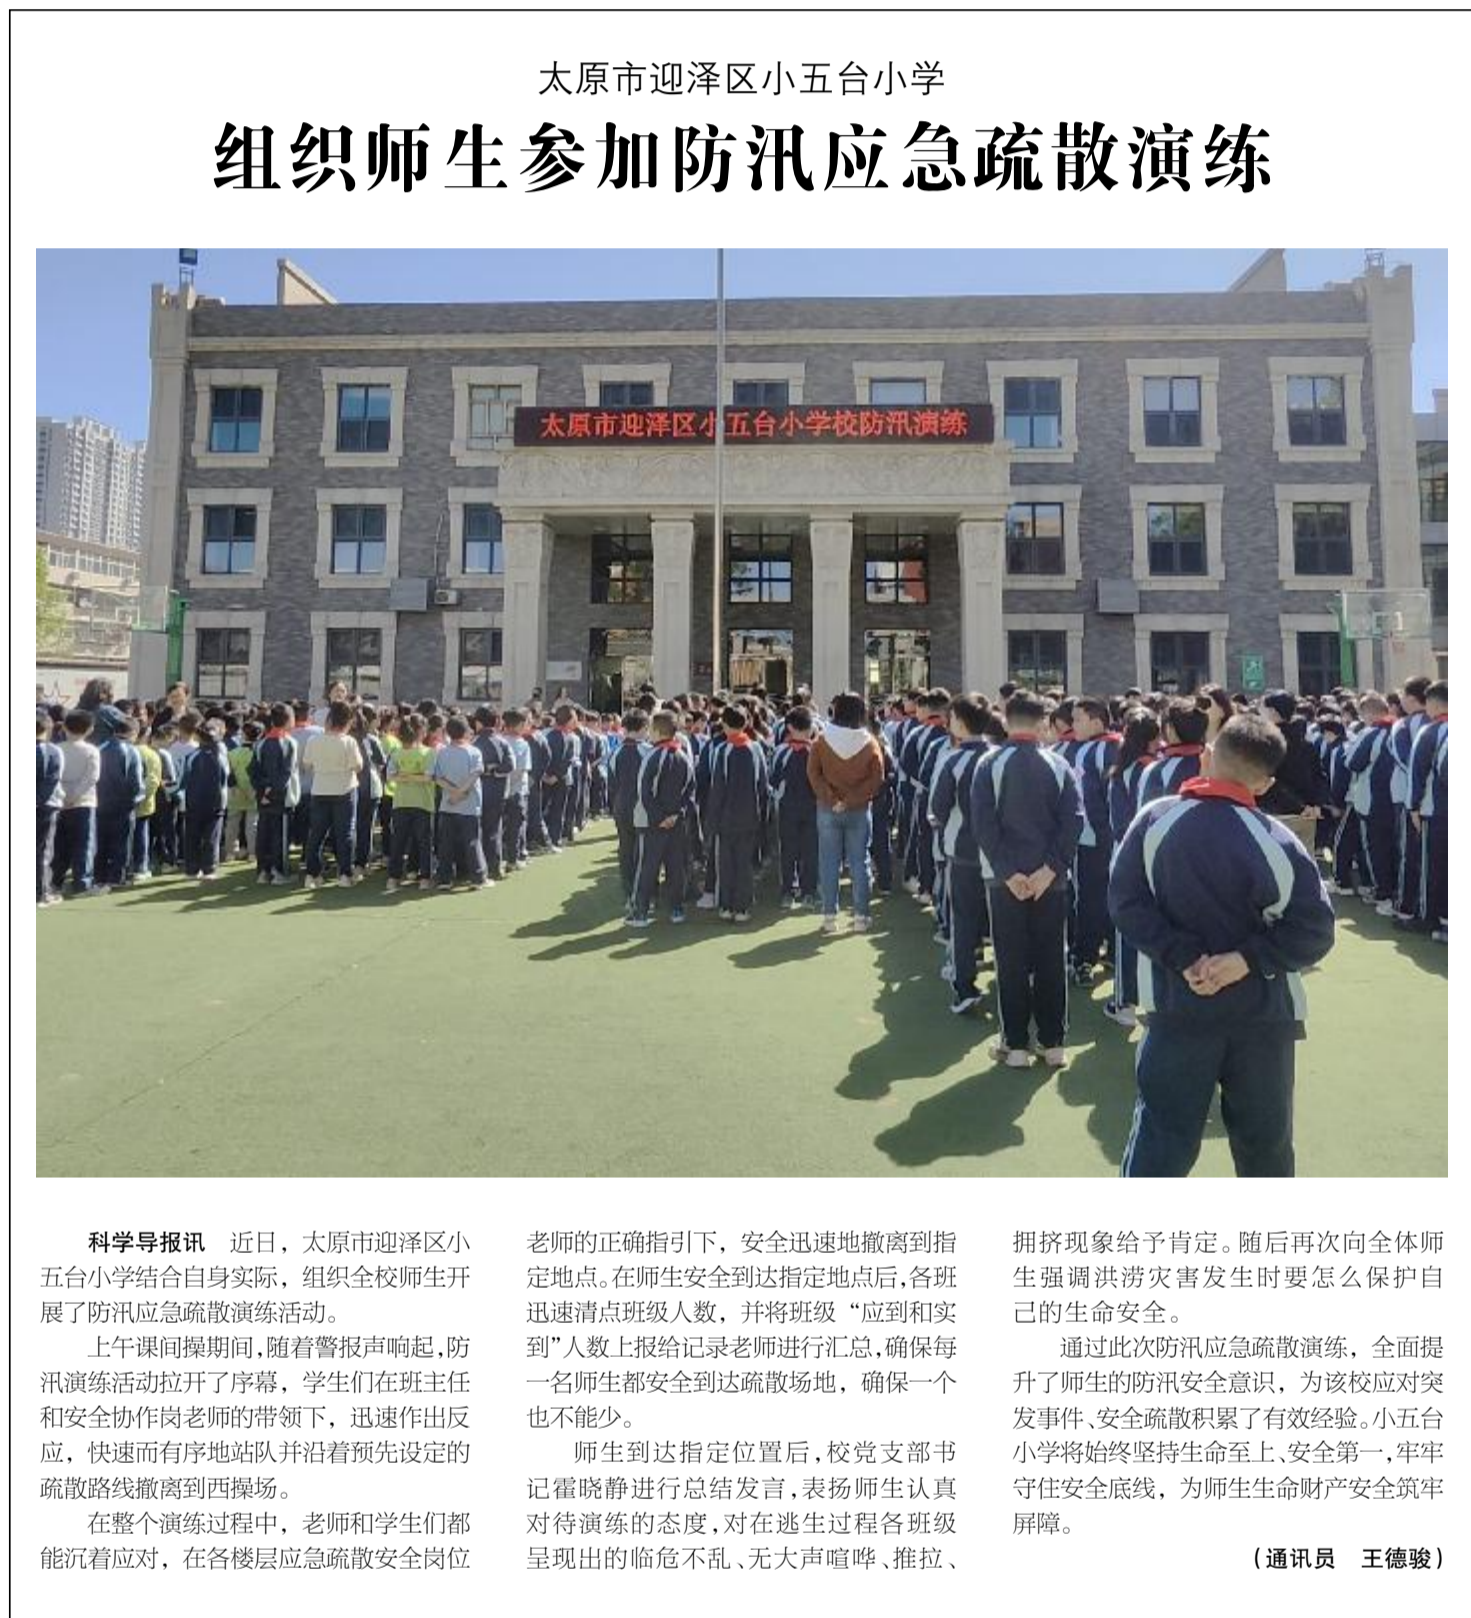 太原市迎泽区小五台小学
组织师生参加防汛应急疏散演练
太原市迎泽区小五台小学校防汛演练
科学导报讯　近日，太原市迎泽区小
五台小学结合自身实际，组织全校师生开
展了防汛应急疏散演练活动。
上午课间操期间，随着警报声响起，防
汛演练活动拉开了序幕，学生们在班主任
和安全协作岗老师的带领下，迅速作出反
应，快速而有序地站队并沿着预先设定的
疏散路线撤离到西操场。
在整个演练过程中，老师和学生们都
能沉着应对，在各楼层应急疏散安全岗位
老师的正确指引下，安全迅速地撤离到指
定地点。在师生安全到达指定地点后，各班
迅速清点班级人数，并将班级“应到和实
到”人数上报给记录老师进行汇总，确保每
一名师生都安全到达疏散场地，确保一个
也不能少。
师生到达指定位置后，校党支部书
记霍晓静进行总结发言，表扬师生认真
对待演练的态度，对在逃生过程各班级
呈现出的临危不乱、无大声喧哗、推拉、
拥挤现象给予肯定。随后再次向全体师
生强调洪涝灾害发生时要怎么保护自
己的生命安全。
通过此次防汛应急疏散演练，全面提
升了师生的防汛安全意识，为该校应对突
发事件、安全疏散积累了有效经验。小五台
小学将始终坚持生命至上、安全第一，牢牢
守住安全底线，为师生生命财产安全筑牢
屏障。
（通讯员　王德骏）